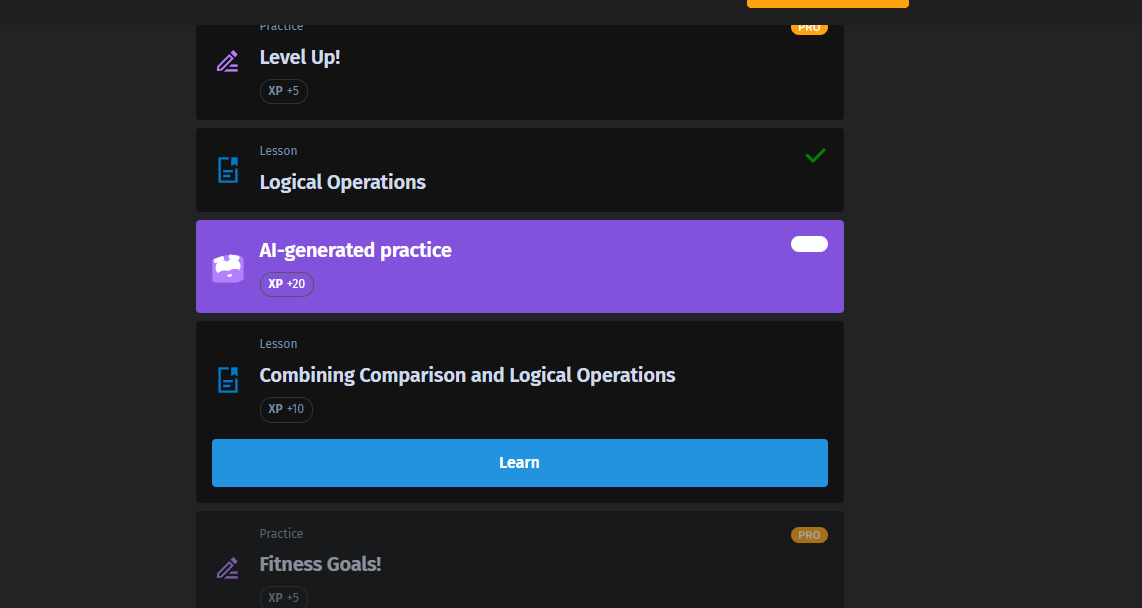 Practice
PRO
Level Up!
XP +5
Lesson
Logical Operations
AI-generated practice
XP +20
Lesson
Combining Comparison and Logical Operations
XP +10
Learn
Practice
PRO
Fitness Goals!
XP +5